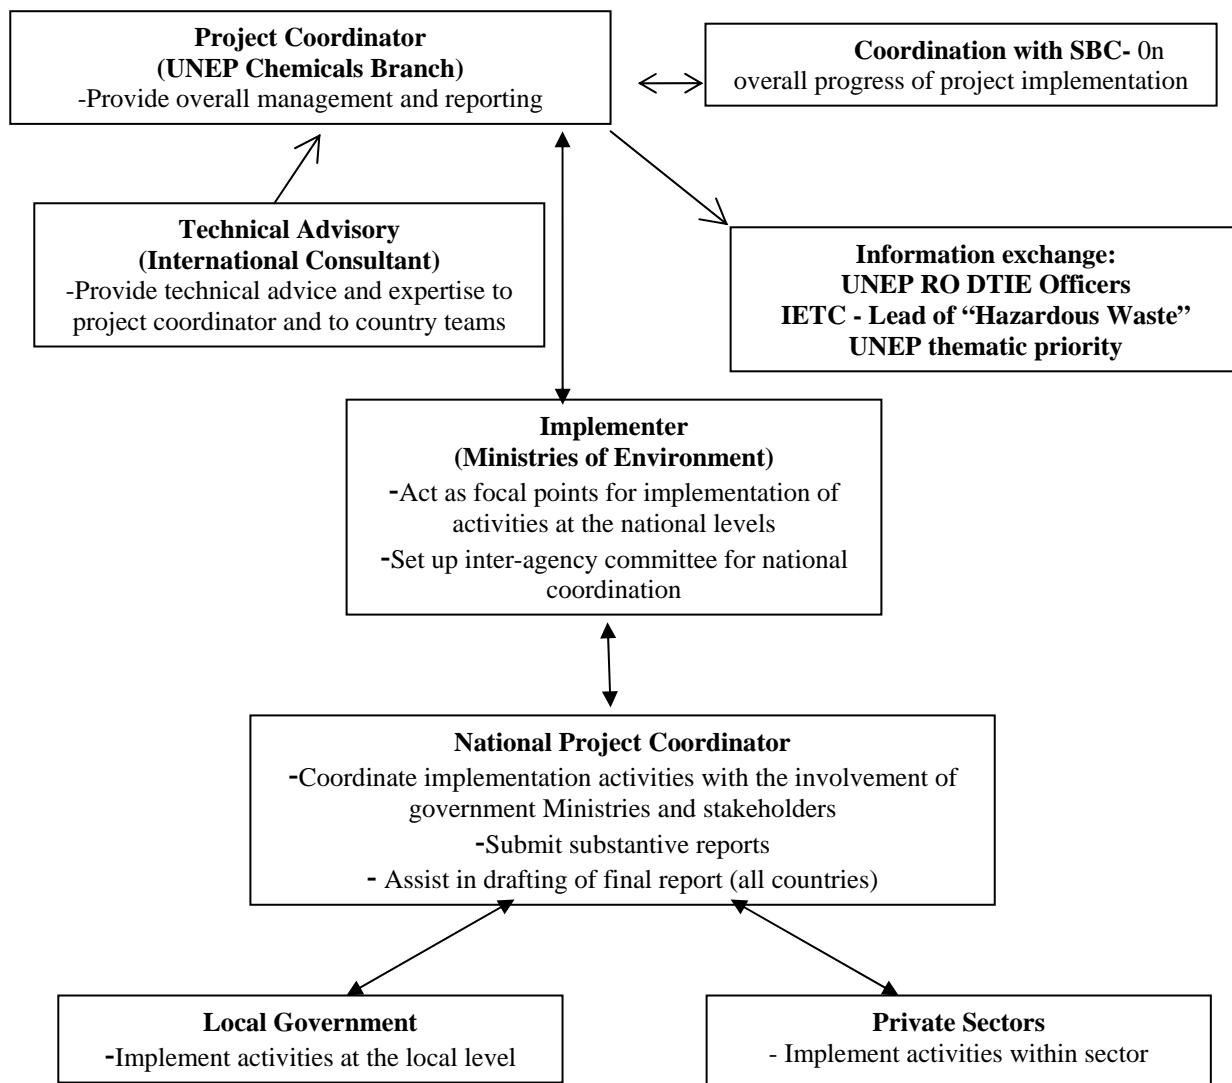 Project Coordinator
(UNEP Chemicals Branch)
-Provide overall management and reporting
Coordination with SBC- 0n
overall progress of project implementation
Technical Advisory
(International Consultant)
-Provide technical advice and expertise to
project coordinator and to country teams
Information exchange:
UNEP RO DTIE Officers
IETC - Lead of “Hazardous Waste”
UNEP thematic priority
Implementer
(Ministries of Environment)
-Act as focal points for implementation of
activities at the national levels
-Set up inter-agency committee for national
coordination
National Project Coordinator
-Coordinate implementation activities with the involvement of
government Ministries and stakeholders
-Submit substantive reports
- Assist in drafting of final report (all countries)
Local Government
-Implement activities at the local level
Private Sectors
- Implement activities within sector